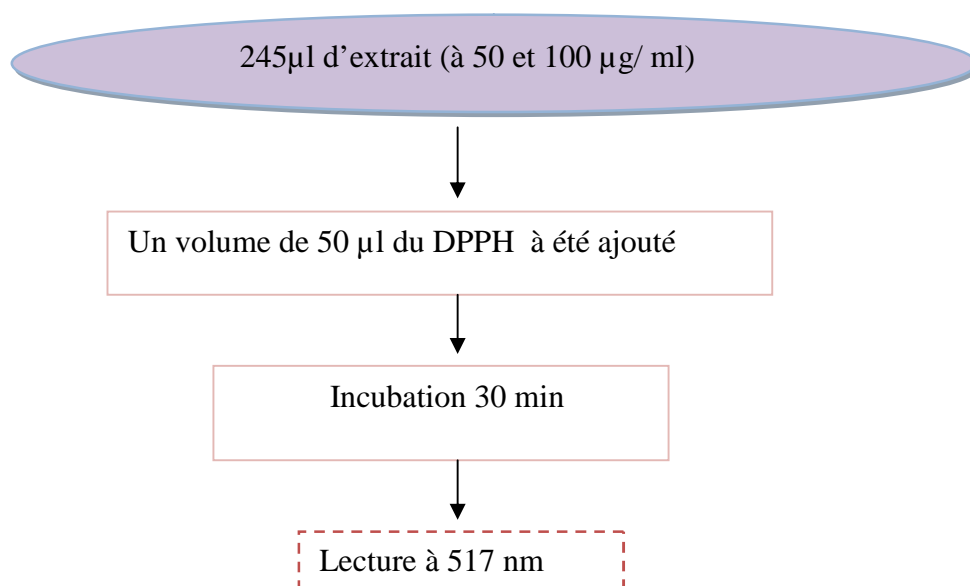 245µl d’extrait (à 50 et 100 µg/ ml)
Un volume de 50 µl du DPPH à été ajouté
Incubation 30 min
Lecture à 517 nm